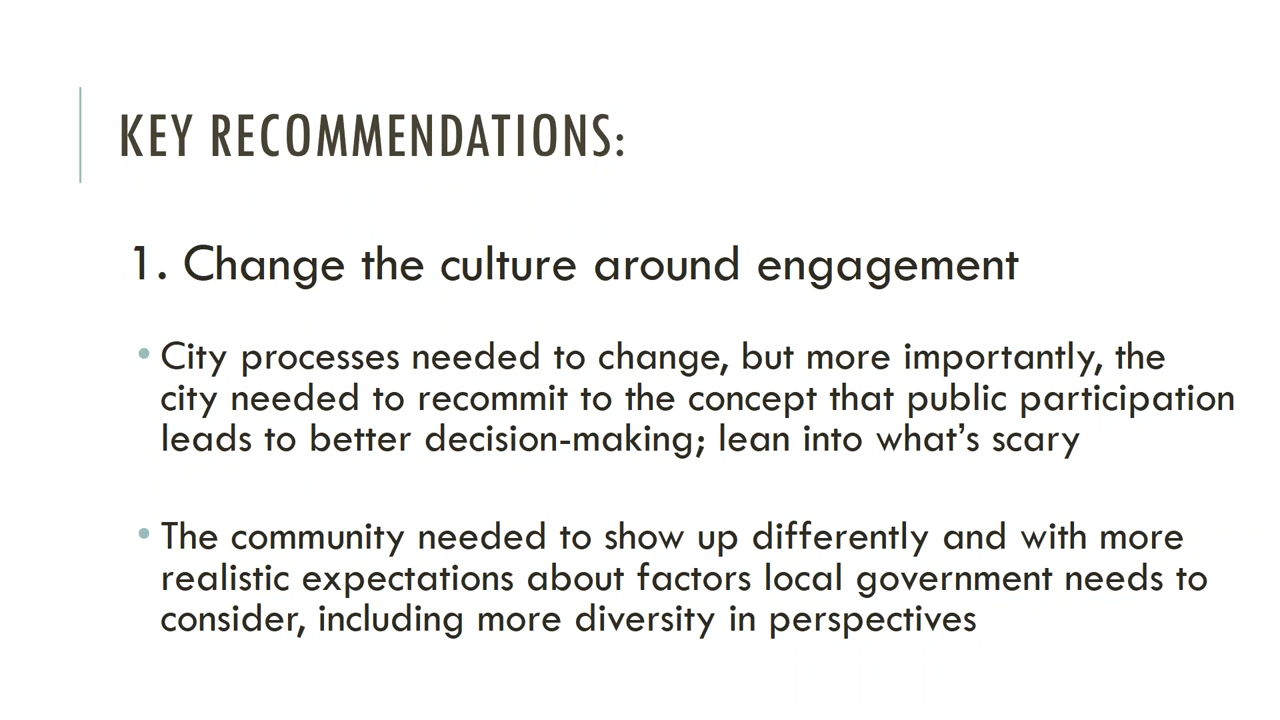 KEY RECOMMENDATIONS:
1. Change the culture around engagement
• City processes needed to change, but more importantly, the
city needed to recommit to the concept that public participation
leads to better decision-making; lean into what's scary
• The community needed to show up differently and with more
realistic expectations about factors local government needs to
consider, including more diversity in perspectives